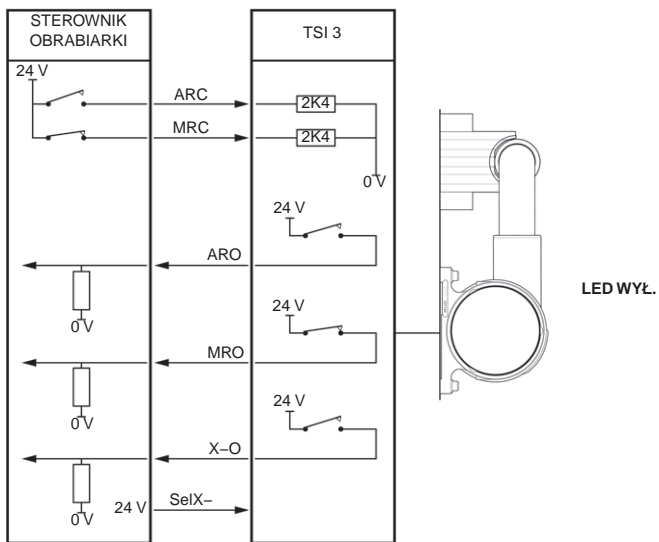 STEROWNIK
OBRABIARKI
TSI 3
24 V
ARC
2K4
MRC
2K4
0 V
24 V
ARO
0 V
24 V
MRO
0 V
24 V
X–O
0 V
24 V
SelX–
LED WYŁ.